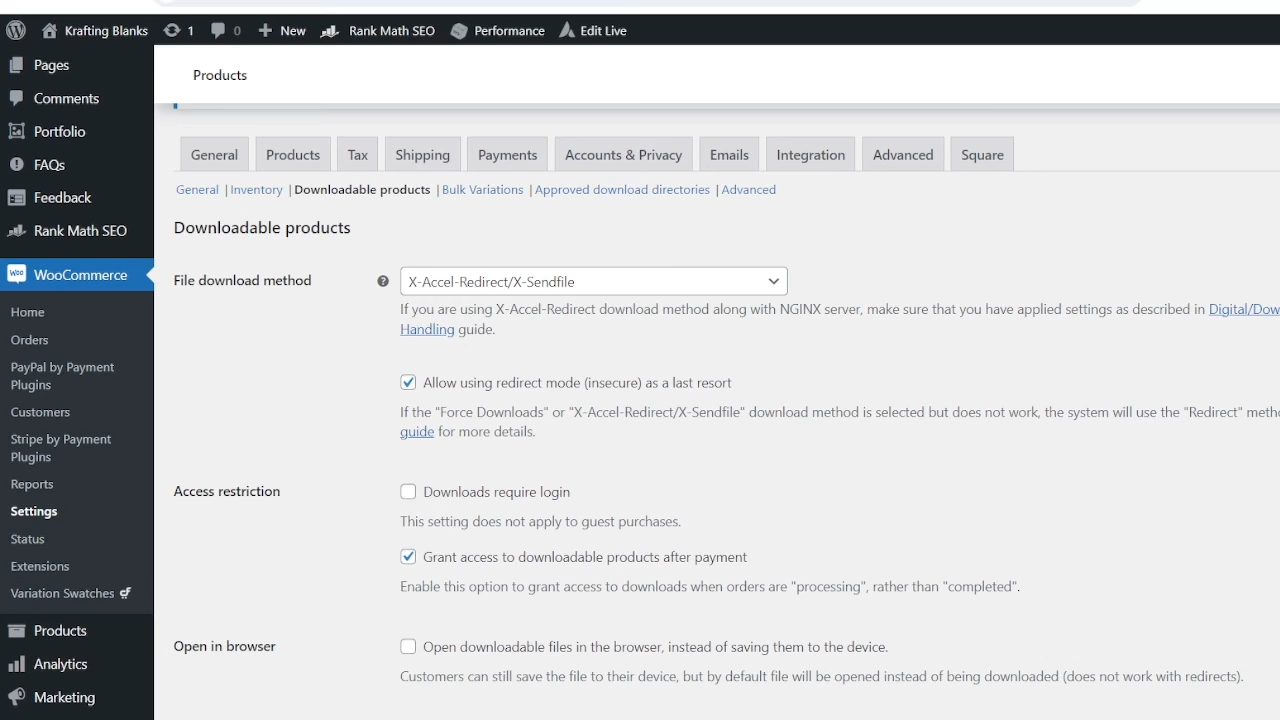 Krafting Blanks 1 0 New Rank Math SEO Performance Edit Live
Pages
Comments
Portfolio
FAQs
Feedback
Rank Math SEO
Woo WooCommerce
Home
Orders
PayPal by Payment
Plugins
Customers
Stripe by Payment
Plugins
Reports
Settings
Status
Extensions
Variation Swatches
Products
Analytics
Marketing
Products
General Products Tax Shipping Payments Accounts & Privacy Emails Integration Advanced Square
General | Inventory | Downloadable products | Bulk Variations | Approved download directories | Advanced
Downloadable products
File download method ? X-Accel-Redirect/X-Sendfile
If you are using X-Accel-Redirect download method along with NGINX server, make sure that you have applied settings as described in Digital/Dow
Handling guide.
Allow using redirect mode (insecure) as a last resort
If the "Force Downloads" or "X-Accel-Redirect/X-Sendfile" download method is selected but does not work, the system will use the "Redirect" meth
guide for more details.
Access restriction Downloads require login
This setting does not apply to guest purchases.
Grant access to downloadable products after payment
Enable this option to grant access to downloads when orders are "processing", rather than "completed".
Open in browser Open downloadable files in the browser, instead of saving them to the device.
Customers can still save the file to their device, but by default file will be opened instead of being downloaded (does not work with redirects).